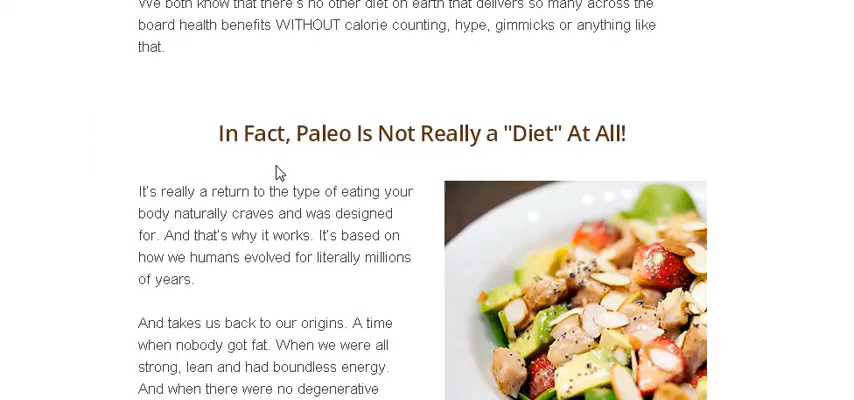 We both know that there's no other diet on earth that delivers so many across the
board health benefits WITHOUT calorie counting, hype, gimmicks or anything like
that.
In Fact, Paleo Is Not Really a "Diet" At All!
It's really a return to the type of eating your
body naturally craves and was designed
for. And that's why it works. It's based on
how we humans evolved for literally millions
of years.
And takes us back to our origins. A time
when nobody got fat. When we were all
strong, lean and had boundless energy.
And when there were no degenerative